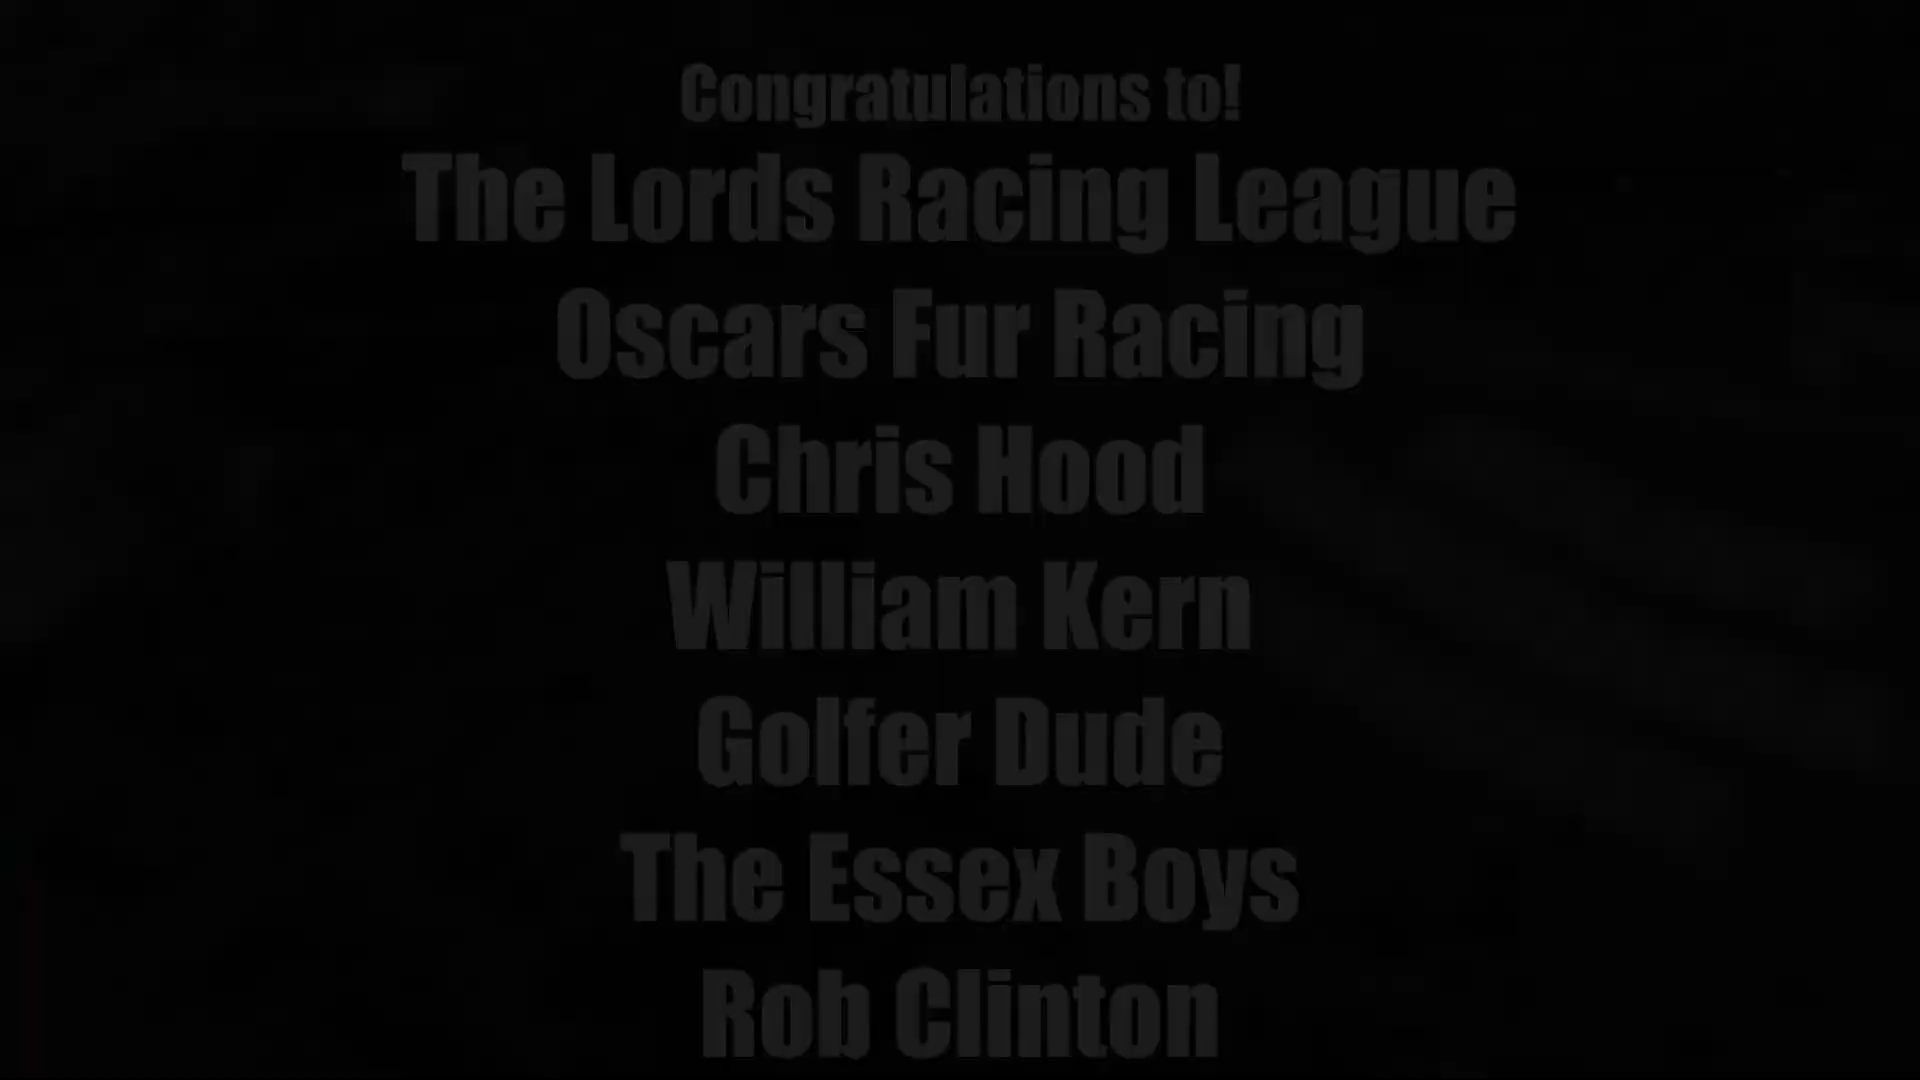 Congratulations to!
The Lords Racing League
Oscars Fur Racing
Chris Hood
William Kern
Golfer Dude
The Essex Boys
Rob Clinton